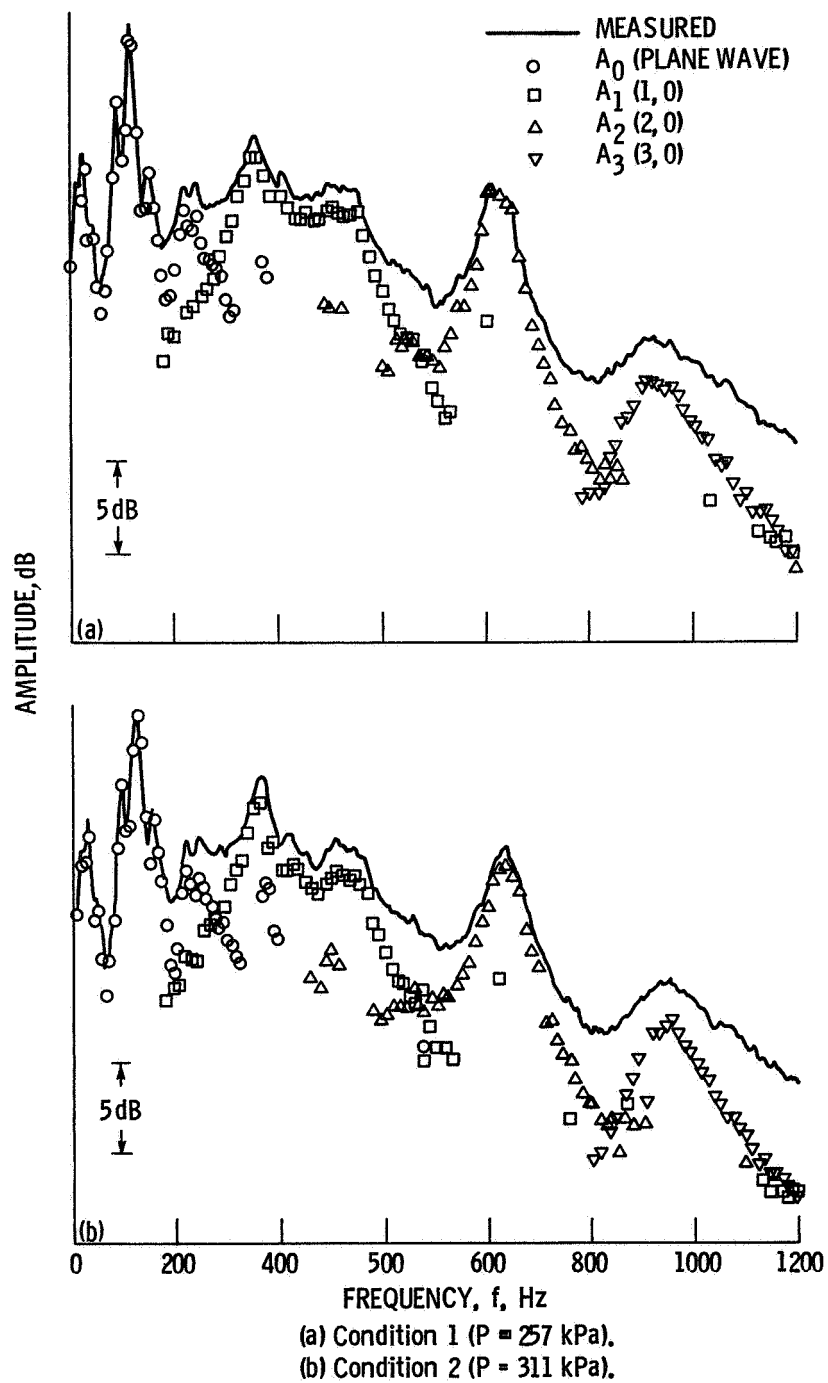 MEASURED
A0 (PLANE WAVE)
A1 (1, 0)
A2 (2, 0)
A3 (3, 0)
5 dB
(a)
AMPLITUDE, dB
5 dB
(b)
0 200 400 500 600 800 1000 1200
FREQUENCY, f, Hz
(a) Condition 1 (P = 257 kPa).
(b) Condition 2 (P = 311 kPa).